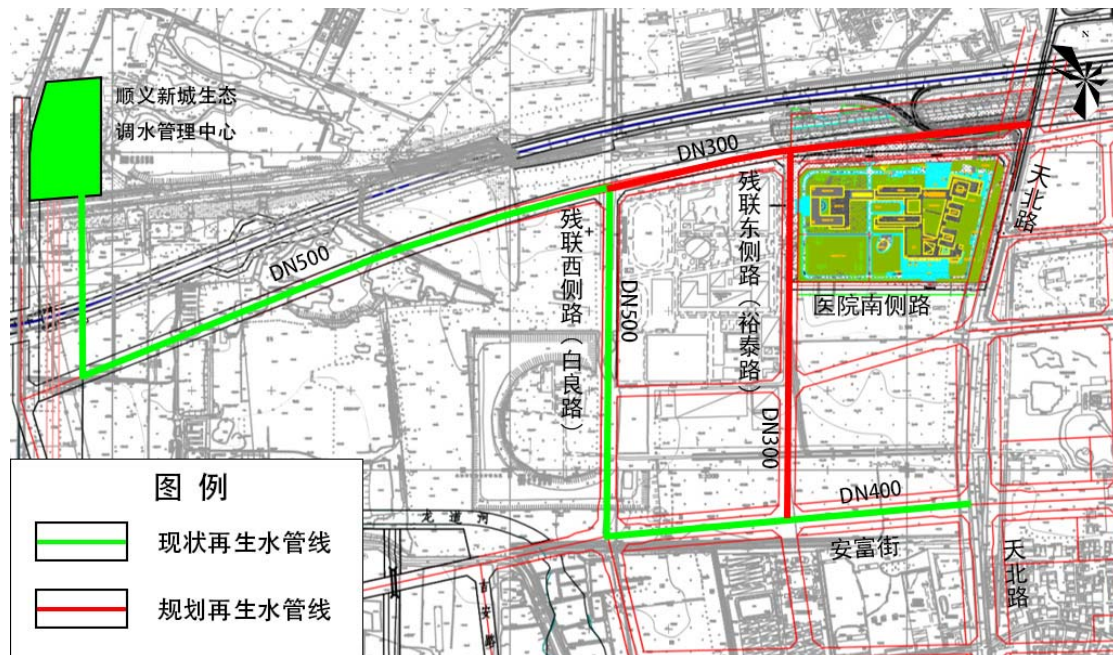 N
顺义新城生态
调水管理中心
DN300
天北路
残联东侧路（裕泰路）
残联西侧路（白良路）
DN500
DN500
医院南侧路
DN300
DN400
安富街
天北路
龙道河
图 例
现状再生水管线
规划再生水管线